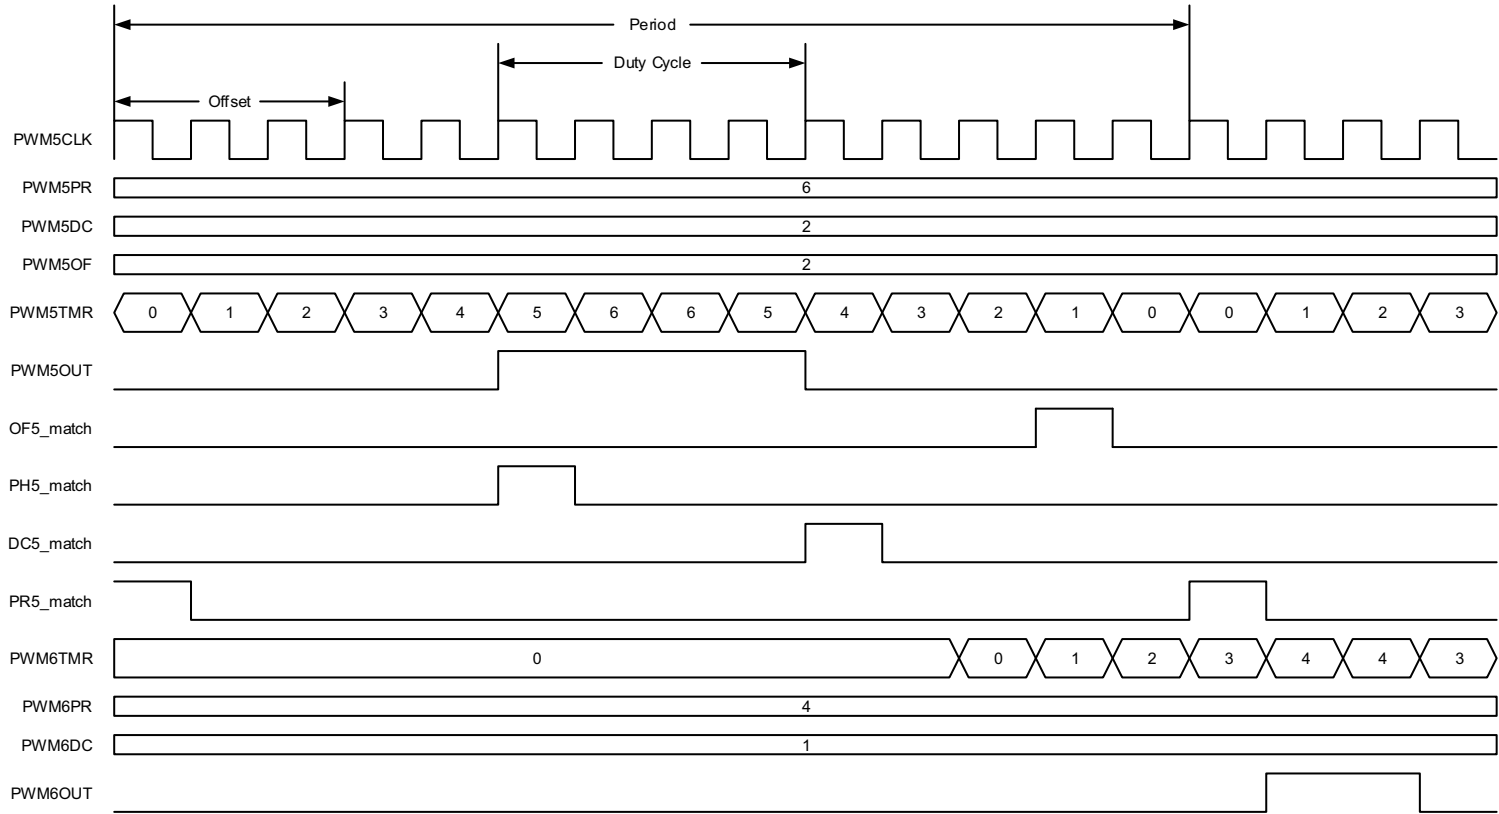 Period
Duty Cycle
Offset
PWM5CLK
PWM5PR 6
PWM5DC 2
PWM5OF 2
PWM5TMR 0 1 2 3 4 5 6 6 5 4 3 2 1 0 0 1 2 3
PWM5OUT
OF5_match
PH5_match
DC5_match
PR5_match
PWM6TMR 0 0 1 2 3 4 4 3
PWM6PR 4
PWM6DC 1
PWM6OUT